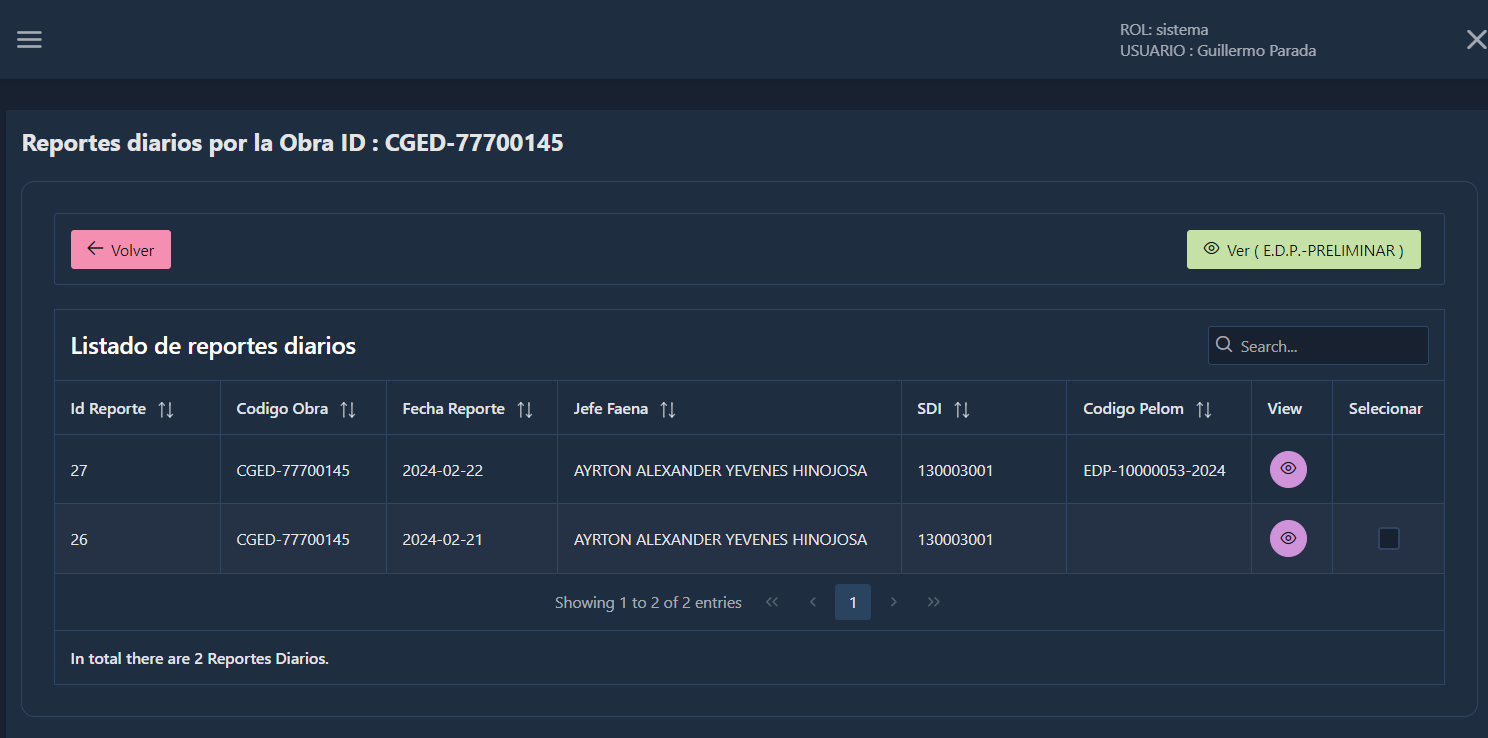 ROL: sistema
USUARIO : Guillermo Parada
Reportes diarios por la Obra ID : CGED-77700145
Volver
Ver ( E.D.P.-PRELIMINAR )
Listado de reportes diarios
Search...
Id Reporte Codigo Obra Fecha Reporte Jefe Faena SDI Codigo Pelom View Selecionar
27 CGED-77700145 2024-02-22 AYRTON ALEXANDER YEVENES HINOJOSA 130003001 EDP-10000053-2024
26 CGED-77700145 2024-02-21 AYRTON ALEXANDER YEVENES HINOJOSA 130003001
Showing 1 to 2 of 2 entries « ‹ 1 › »
In total there are 2 Reportes Diarios.